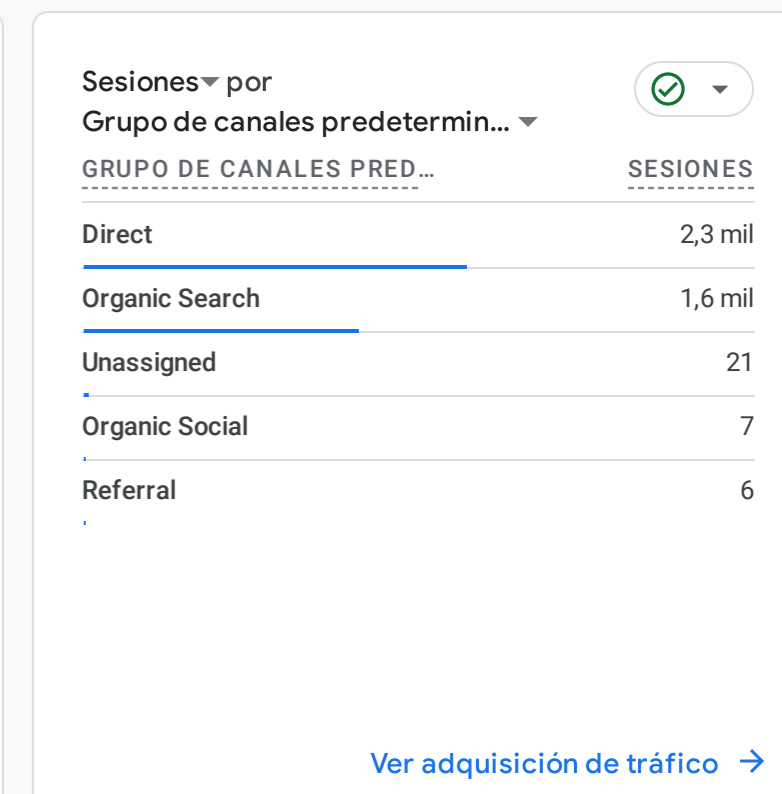 Sesiones por
Grupo de canales predetermin...
GRUPO DE CANALES PRED... SESIONES
Direct 2,3 mil
Organic Search 1,6 mil
Unassigned 21
Organic Social 7
Referral 6
Ver adquisición de tráfico